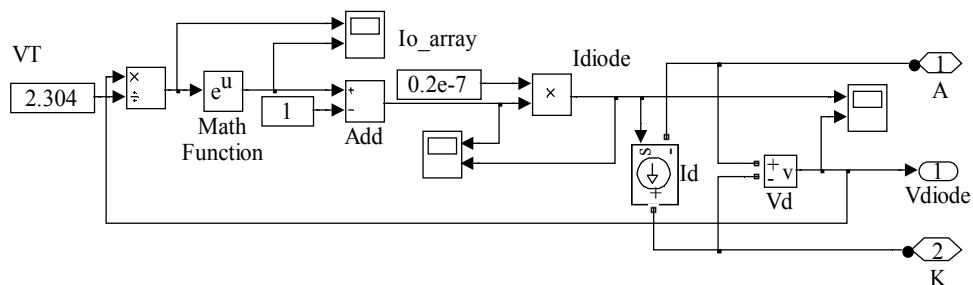 VT
2.304
×
÷
e^u
Math
Function
1
Io_array
+
−
Add
0.2e-7
×
Idiode
s
-
+
Id
+
-
v
Vd
1
A
1
Vdiode
2
K